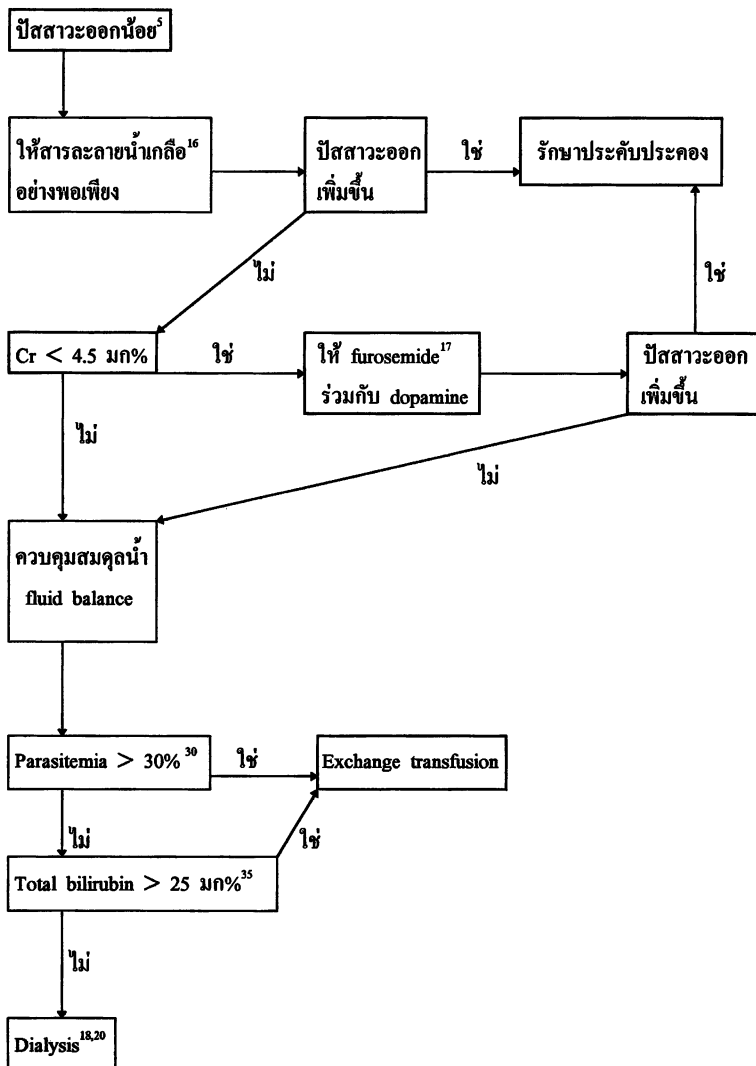 ปัสสาวะออกน้อย5
ให้สารละลายน้ำเกลือ16
อย่างพอเพียง
ปัสสาวะออก
เพิ่มขึ้น
ใช่
รักษาประคับประคอง
ไม่
ใช่
Cr < 4.5 มก%
ใช่
ให้ furosemide17
ร่วมกับ dopamine
ปัสสาวะออก
เพิ่มขึ้น
ไม่
ไม่
ควบคุมสมดุลน้ำ
fluid balance
Parasitemia > 30% 30
ใช่
Exchange transfusion
ไม่
ใช่
Total bilirubin > 25 มก%35
ไม่
Dialysis18,20